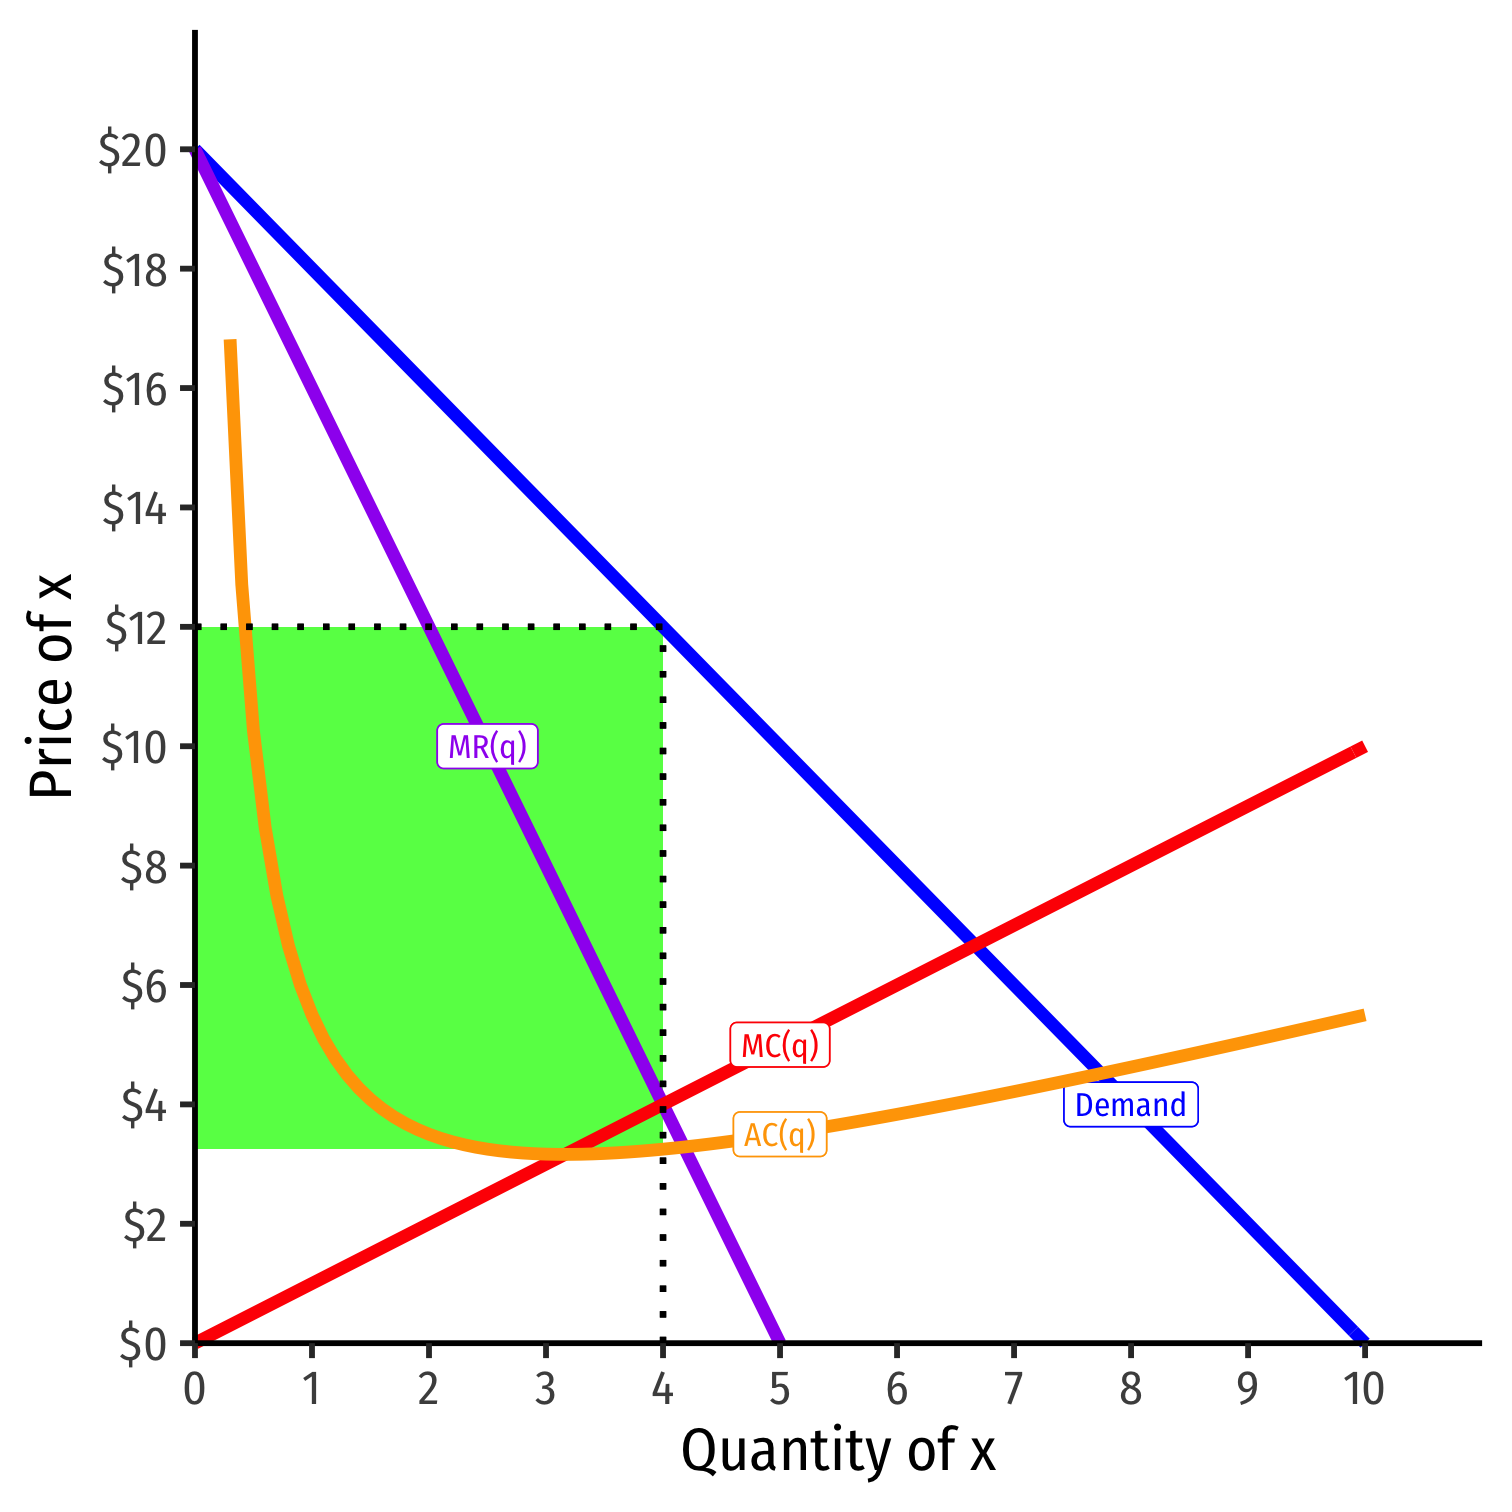 Price of x
$20
$18
$16
$14
$12
$10
$8
$6
$4
$2
$0
MR(q)
MC(q)
AC(q)
Demand
0 1 2 3 4 5 6 7 8 9 10
Quantity of x